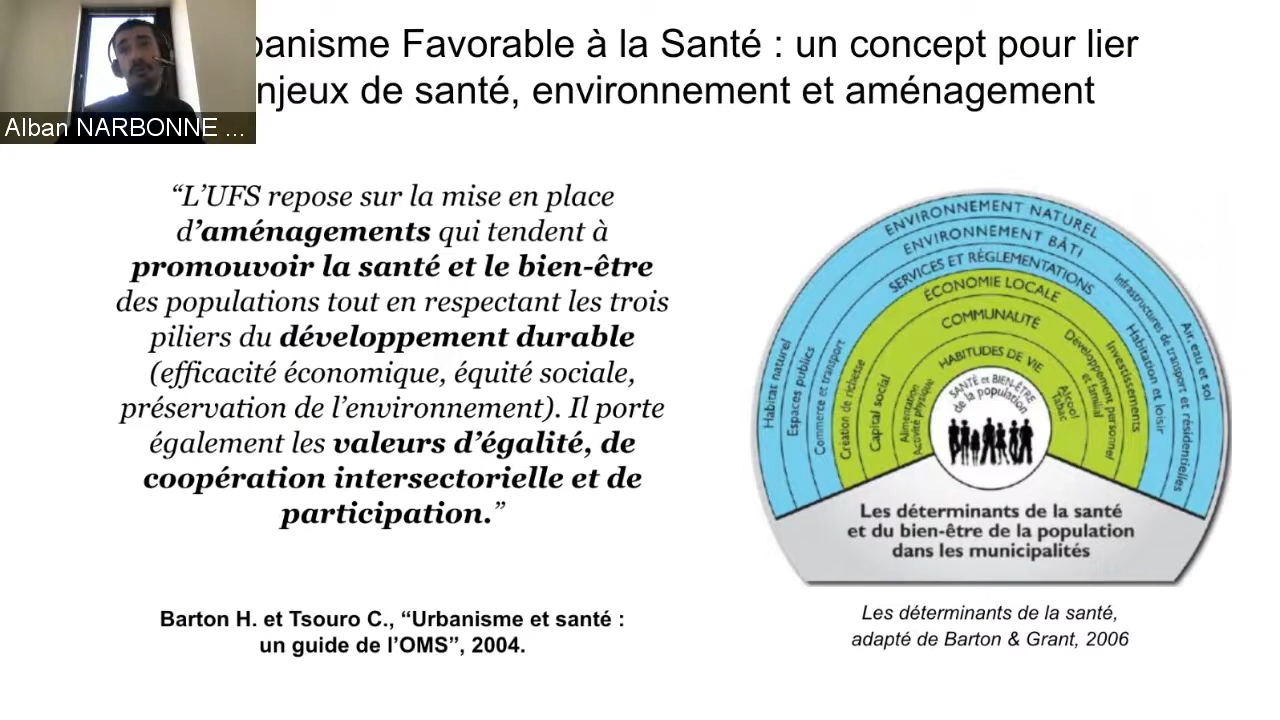 banisme Favorable à la Santé : un concept pour lier
njeux de santé, environnement et aménagement
Alban NARBONNE ...
“L’UFS repose sur la mise en place
d’aménagements qui tendent à
promouvoir la santé et le bien-être
des populations tout en respectant les trois
piliers du développement durable
(efficacité économique, équité sociale,
préservation de l’environnement). Il porte
également les valeurs d’égalité, de
coopération intersectorielle et de
participation.”
Barton H. et Tsouro C., “Urbanisme et santé :
un guide de l’OMS”, 2004.
ENVIRONNEMENT NATUREL
ENVIRONNEMENT BÂTI
SERVICES ET RÉGLEMENTATIONS
ÉCONOMIE LOCALE
COMMUNAUTÉ
HABITUDES DE VIE
SANTÉ et BIEN-ÊTRE
de la population
Habitat naturel
Espaces publics
Commerce et transport
Création de richesse
Capital social
Alimentation
Activité physique
Alcool
Tabac
Développement personnel
et familial
Investissements
Habitation et loisir
Infrastructures de transport et résidentielles
Air, eau et sol
Les déterminants de la santé
et du bien-être de la population
dans les municipalités
Les déterminants de la santé,
adapté de Barton & Grant, 2006